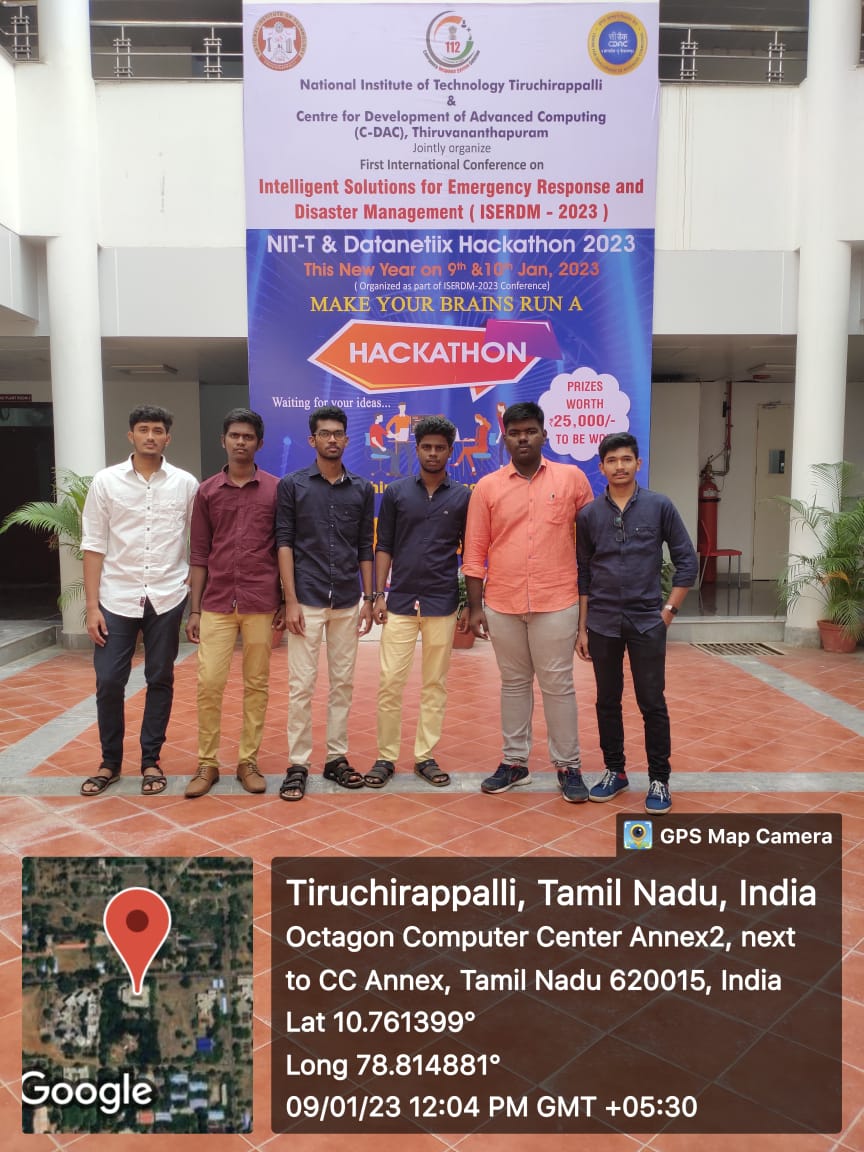 112
सी डैक
CDAC
National Institute of Technology Tiruchirappalli
&
Centre for Development of Advanced Computing
(C-DAC), Thiruvananthapuram
Jointly organize
First International Conference on
Intelligent Solutions for Emergency Response and
Disaster Management ( ISERDM - 2023 )
NIT-T & Datanetiix Hackathon 2023
This New Year on 9th &10th Jan, 2023
( Organized as part of ISERDM-2023 Conference)
MAKE YOUR BRAINS RUN A
HACKATHON
Waiting for your ideas...
PRIZES
WORTH
₹25,000/-
TO BE WO
GPS Map Camera
Tiruchirappalli, Tamil Nadu, India
Octagon Computer Center Annex2, next
to CC Annex, Tamil Nadu 620015, India
Lat 10.761399°
Long 78.814881°
09/01/23 12:04 PM GMT +05:30
Google